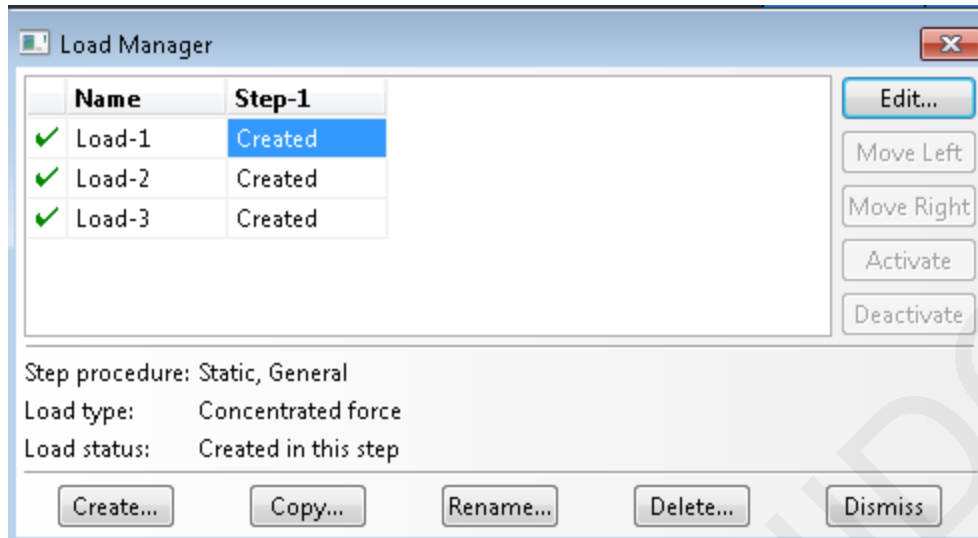 Load Manager
Name Step-1 Edit...
Load-1 Created Move Left
Load-2 Created
Load-3 Created Move Right
Activate
Deactivate
Step procedure: Static, General
Load type: Concentrated force
Load status: Created in this step
Create... Copy... Rename... Delete... Dismiss